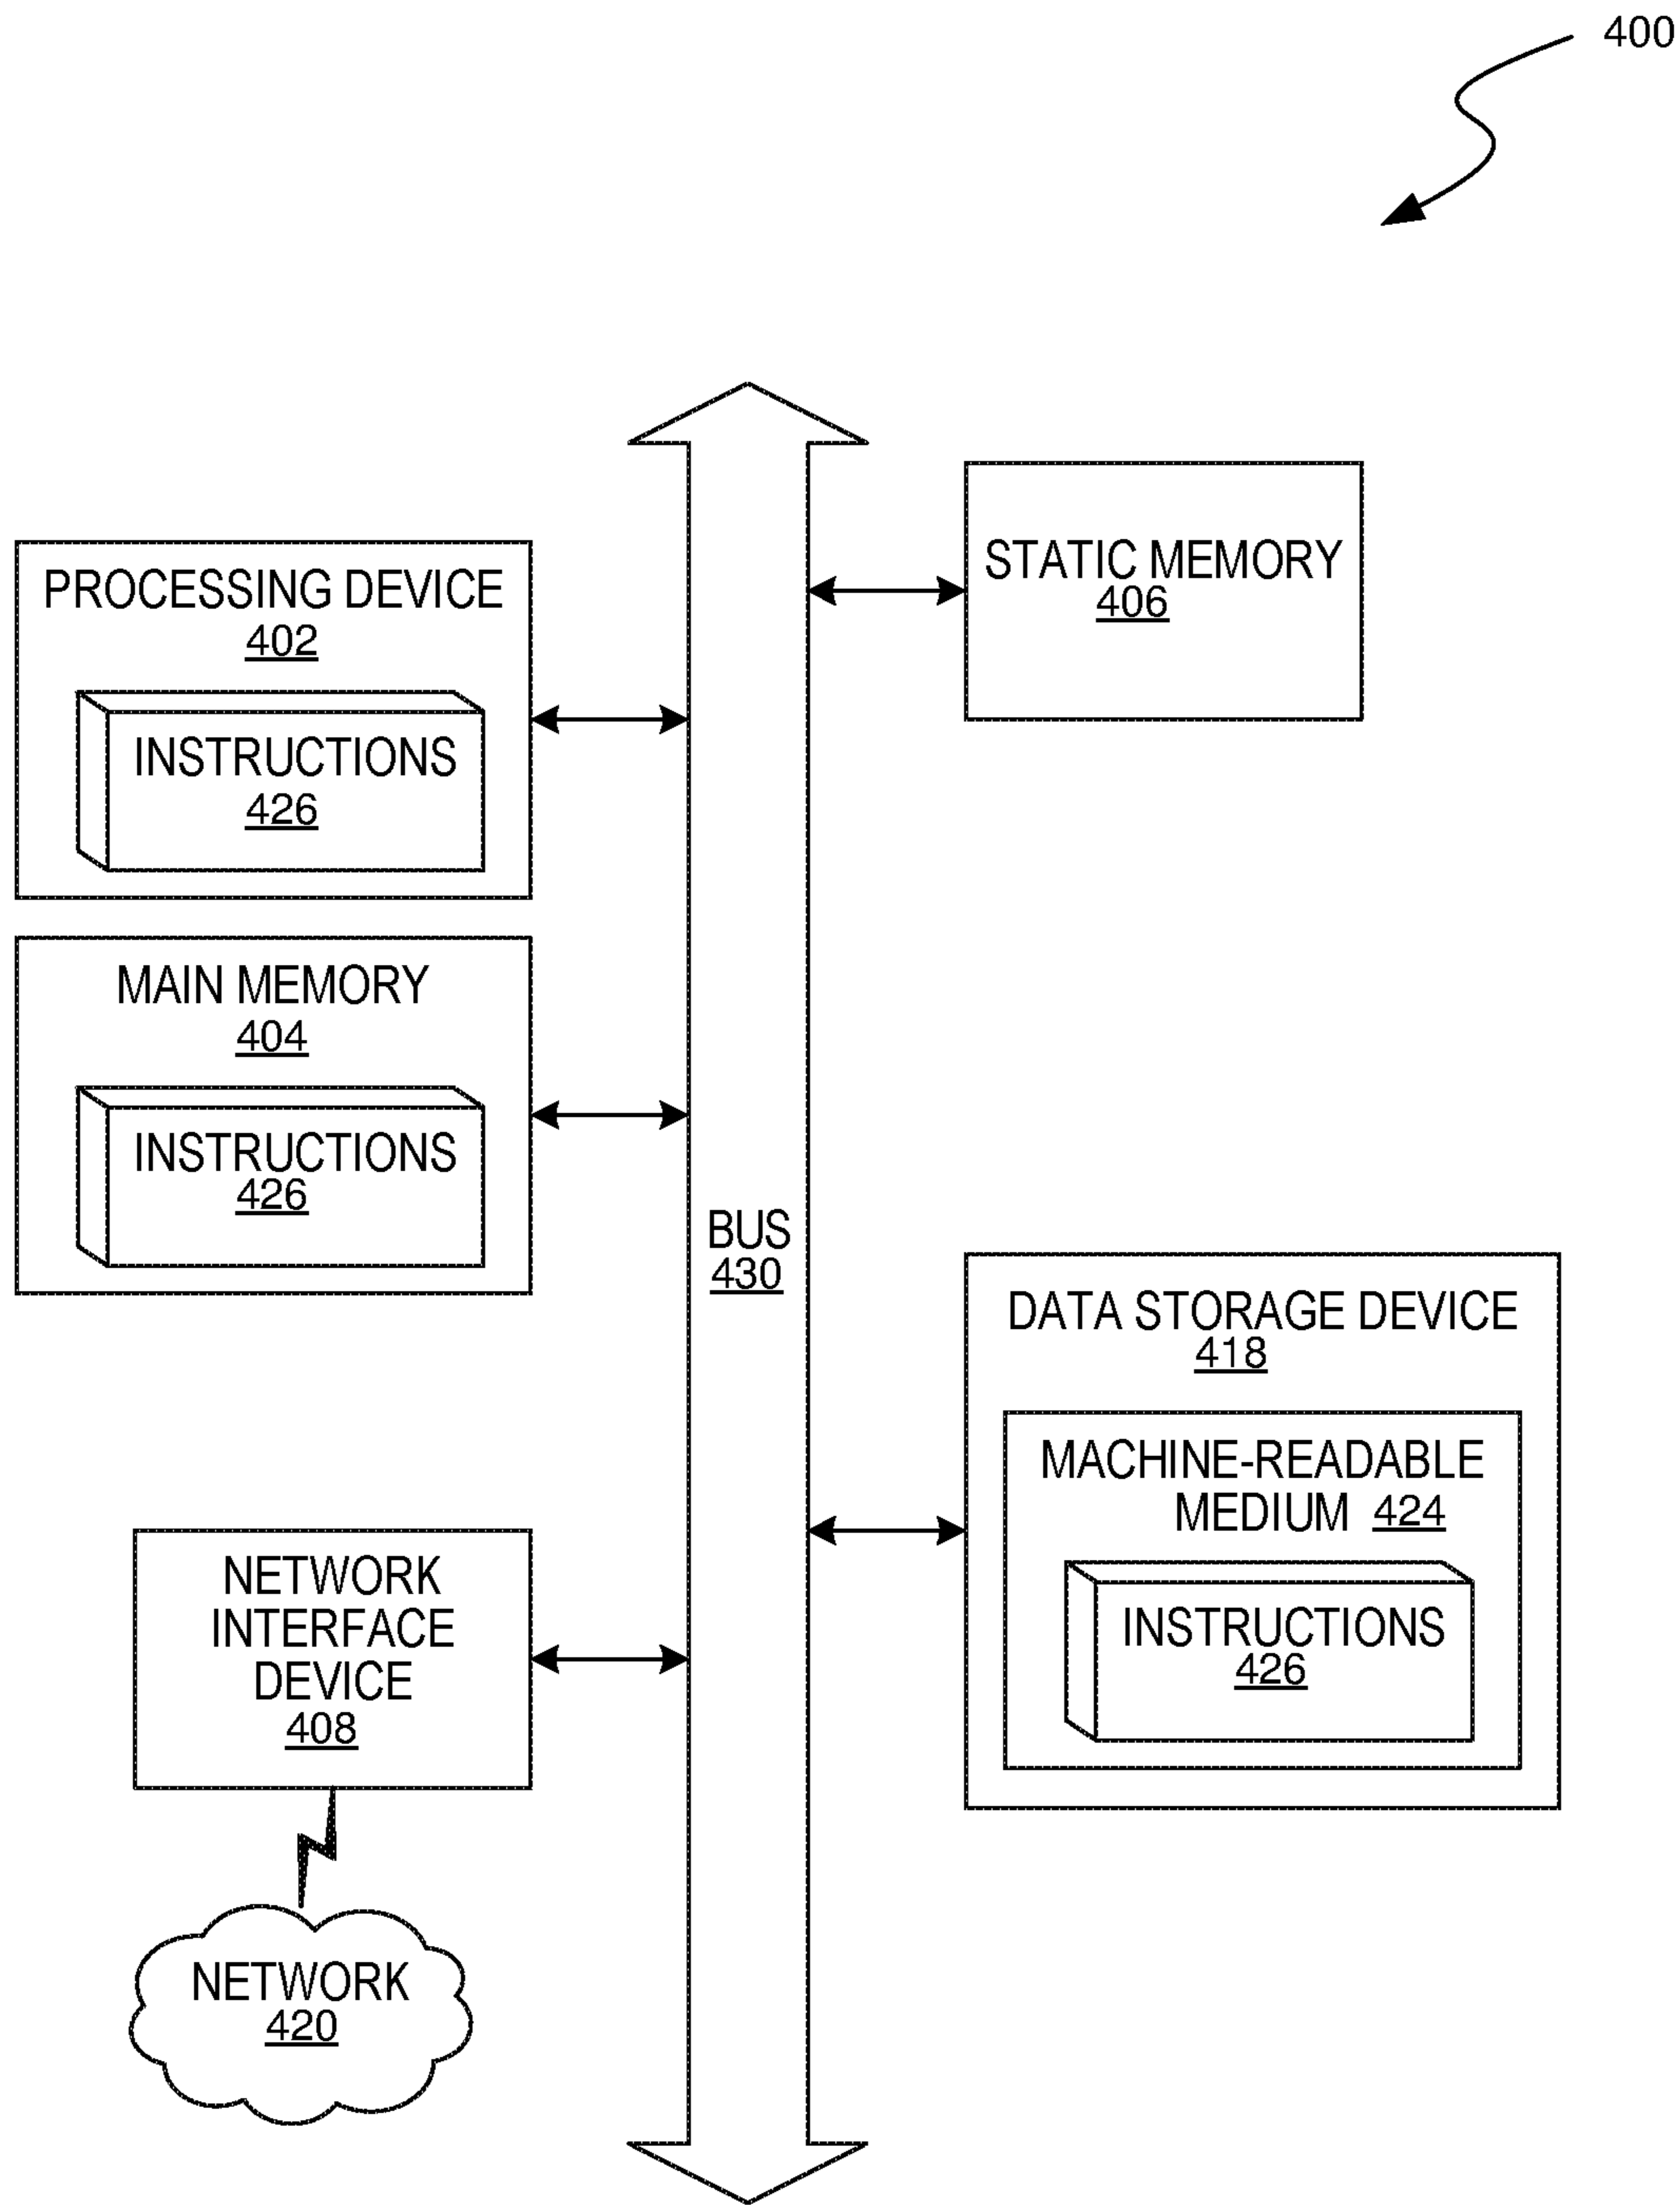 400
PROCESSING DEVICE
402
INSTRUCTIONS
426
MAIN MEMORY
404
INSTRUCTIONS
426
NETWORK
INTERFACE
DEVICE
408
NETWORK
420
BUS
430
STATIC MEMORY
406
DATA STORAGE DEVICE
418
MACHINE-READABLE
MEDIUM 424
INSTRUCTIONS
426